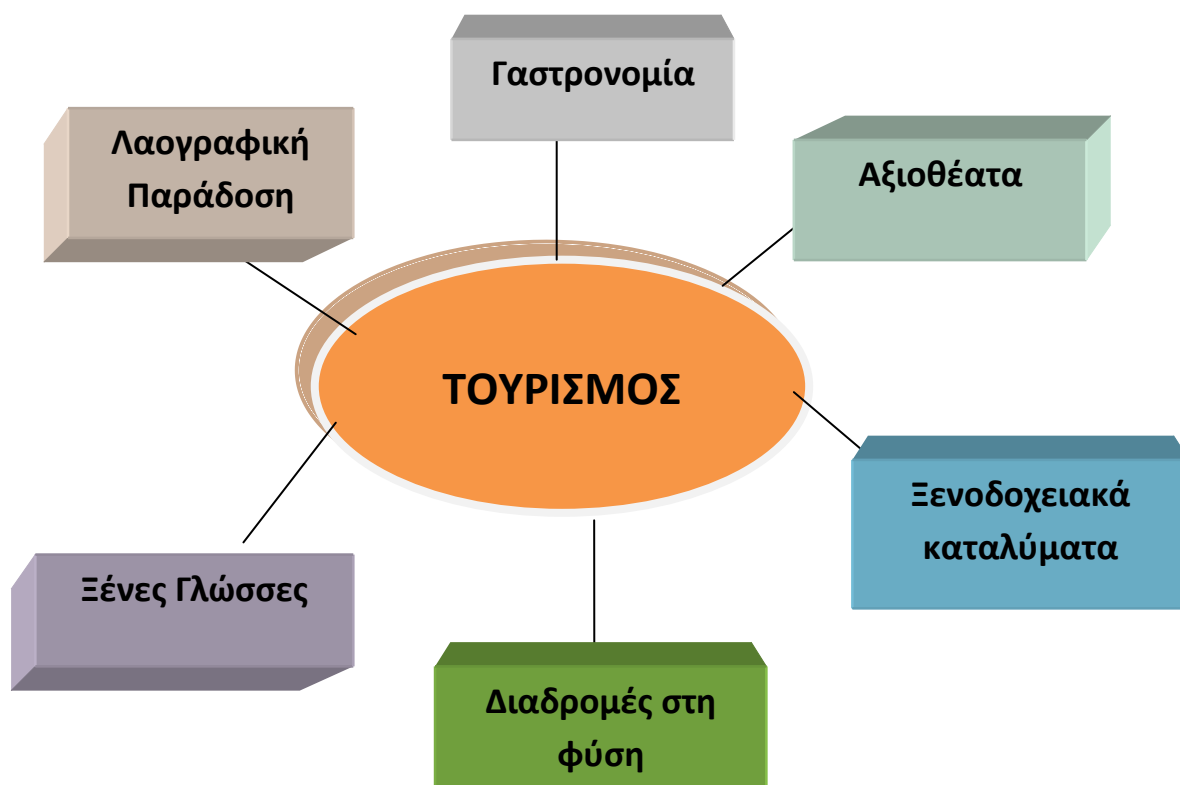 Γαστρονομία
Λαογραφική
Παράδοση
Αξιοθέατα
ΤΟΥΡΙΣΜΟΣ
Ξενοδοχειακά
καταλύματα
Ξένες Γλώσσες
Διαδρομές στη
φύση